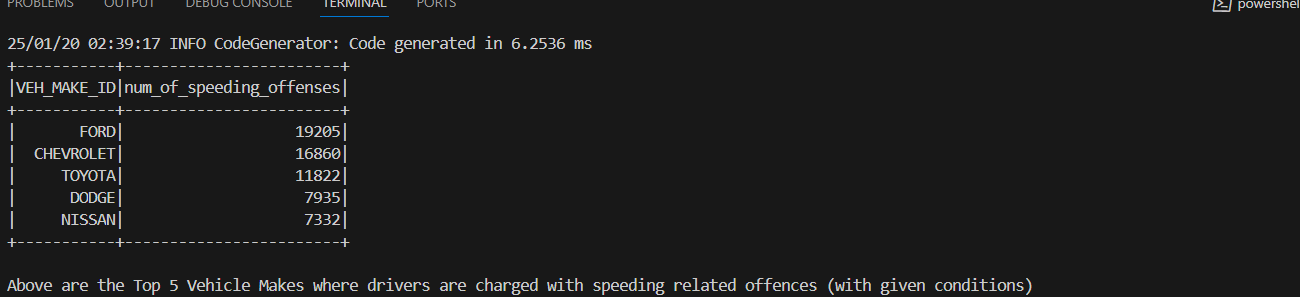 PROBLEMS OUTPUT DEBUG CONSOLE TERMINAL PORTS powershel
25/01/20 02:39:17 INFO CodeGenerator: Code generated in 6.2536 ms
+-----------+------------------------+
|VEH_MAKE_ID|num_of_speeding_offenses|
+-----------+------------------------+
|       FORD|                   19205|
|  CHEVROLET|                   16860|
|     TOYOTA|                   11822|
|      DODGE|                    7935|
|     NISSAN|                    7332|
+-----------+------------------------+
Above are the Top 5 Vehicle Makes where drivers are charged with speeding related offences (with given conditions)